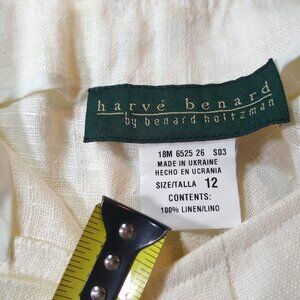 harvé benard
by benard holtzman
18M 6525 26 S03
MADE IN UKRAINE
HECHO EN UCRANIA
SIZE/TALLA 12
CONTENTS:
100% LINEN/LINO